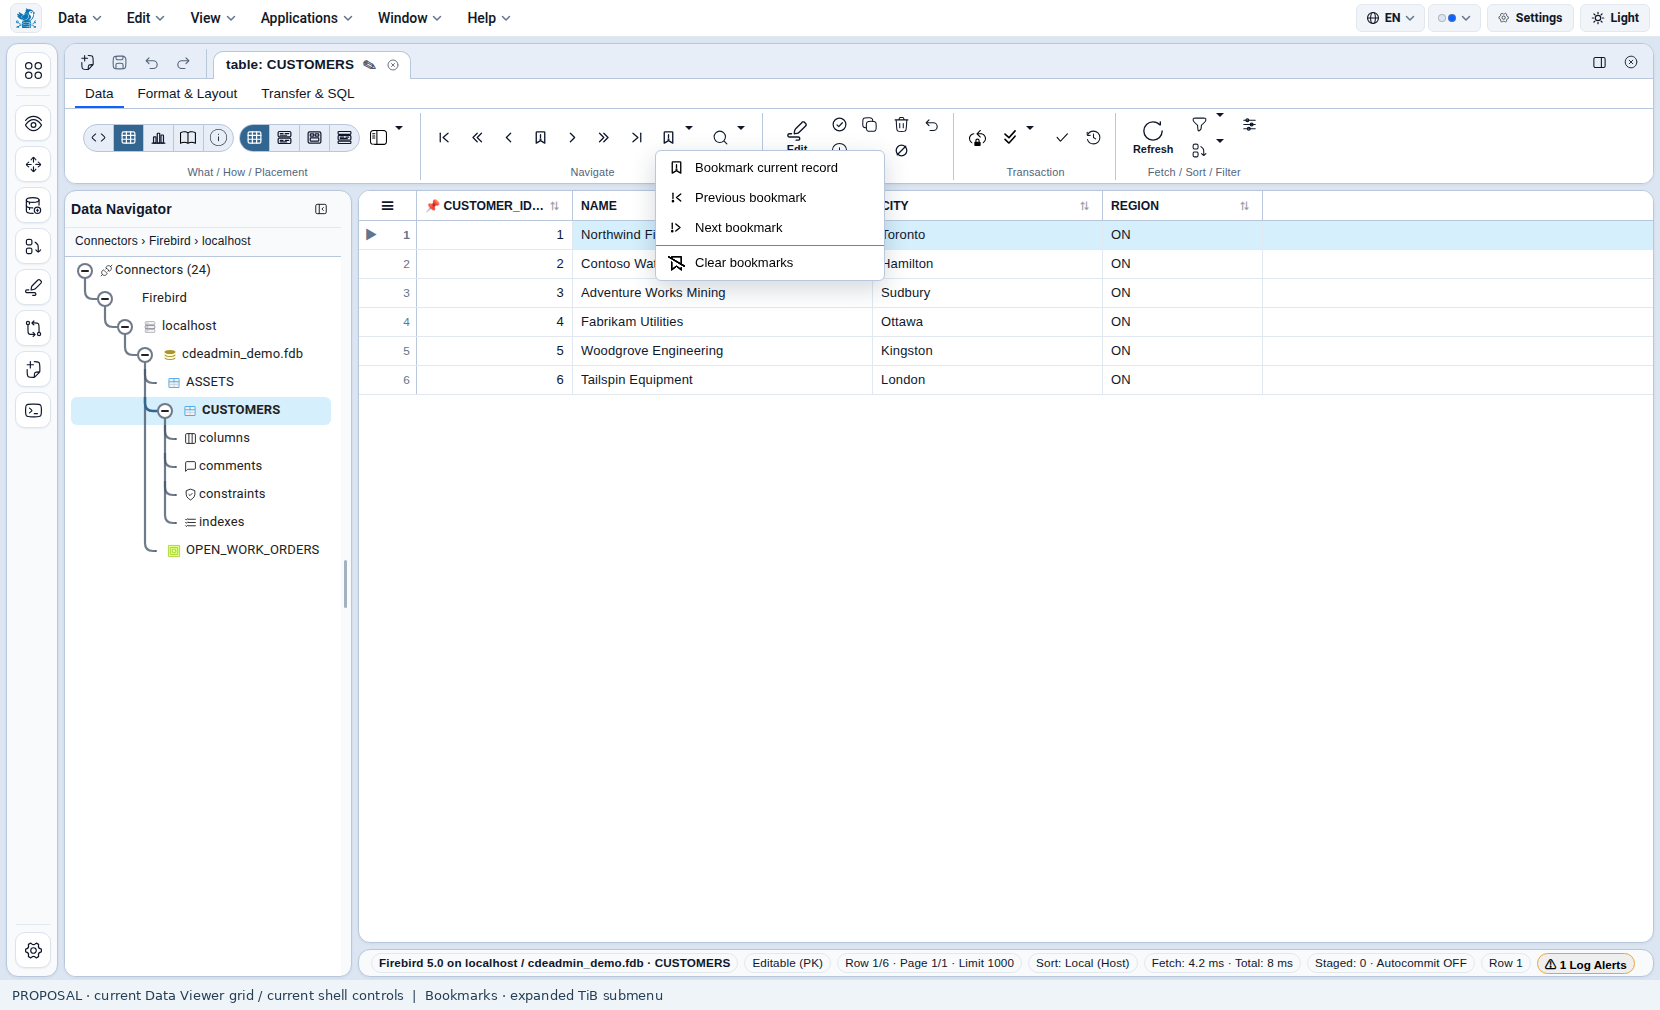 Data Edit View Applications Window Help EN Settings Light
table: CUSTOMERS
Data Format & Layout Transfer & SQL
Edit Refresh
What / How / Placement Navigate Transaction Fetch / Sort / Filter
Bookmark current record
Previous bookmark
Next bookmark
Clear bookmarks
Data Navigator
Connectors › Firebird › localhost
Connectors (24)
Firebird
localhost
cdeadmin_demo.fdb
ASSETS
CUSTOMERS
columns
comments
constraints
indexes
OPEN_WORK_ORDERS
CUSTOMER_ID... NAME CITY REGION
1 1 Northwind Fi Toronto ON
2 2 Contoso Wat Hamilton ON
3 3 Adventure Works Mining Sudbury ON
4 4 Fabrikam Utilities Ottawa ON
5 5 Woodgrove Engineering Kingston ON
6 6 Tailspin Equipment London ON
Firebird 5.0 on localhost / cdeadmin_demo.fdb · CUSTOMERS Editable (PK) Row 1/6 · Page 1/1 · Limit 1000 Sort: Local (Host) Fetch: 4.2 ms · Total: 8 ms Staged: 0 · Autocommit OFF Row 1 1 Log Alerts
PROPOSAL · current Data Viewer grid / current shell controls | Bookmarks · expanded TiB submenu